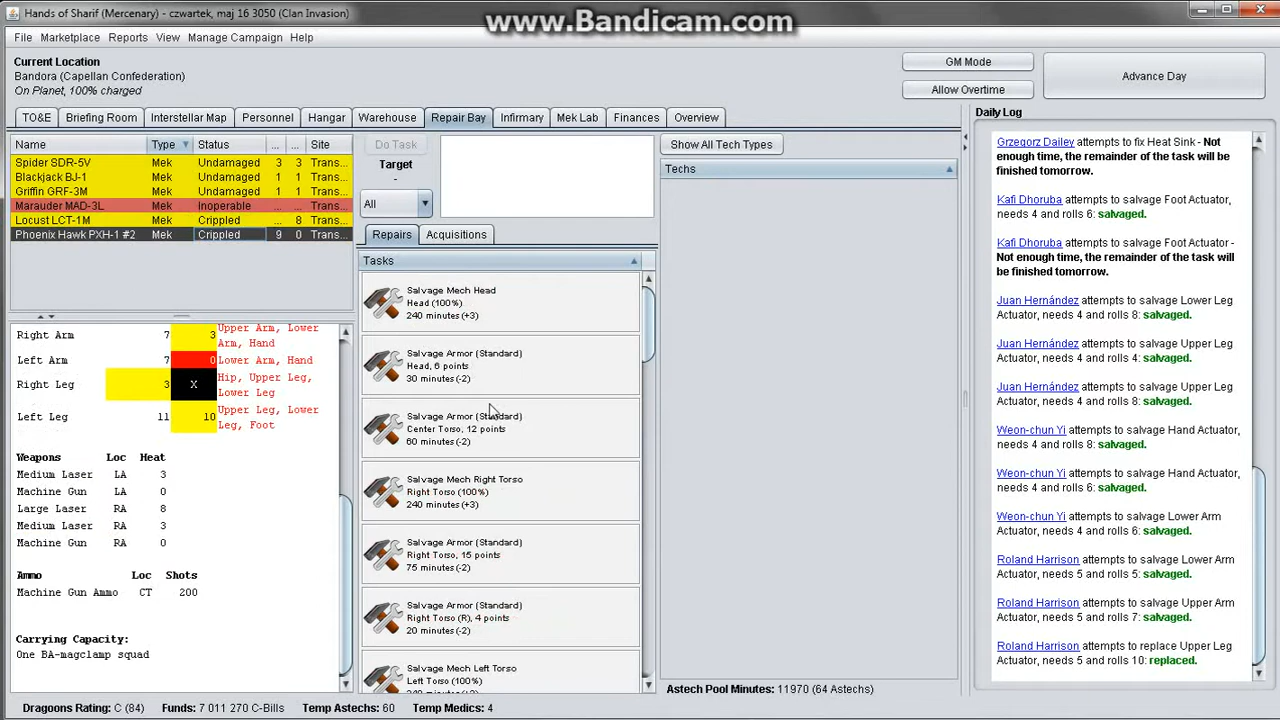 Hands of Sharif (Mercenary) - czwartek, maj 16 3050 (Clan Invasion)
www.Bandicam.com
File Marketplace Reports View Manage Campaign Help
Current Location
Bandora (Capellan Confederation)
On Planet, 100% charged
GM Mode
Allow Overtime
Advance Day
TO&E Briefing Room Interstellar Map Personnel Hangar Warehouse Repair Bay Infirmary Mek Lab Finances Overview
Name Type Status ... ... Site
Spider SDR-5V Mek Undamaged 3 3 Trans...
Blackjack BJ-1 Mek Undamaged 1 1 Trans...
Griffin GRF-3M Mek Undamaged 1 1 Trans...
Marauder MAD-3L Mek Inoperable ... ... Trans...
Locust LCT-1M Mek Crippled ... 8 Trans...
Phoenix Hawk PXH-1 #2 Mek Crippled 9 0 Trans...
Right Arm 7 3 Upper Arm, Lower
Arm, Hand
Left Arm 7 0 Lower Arm, Hand
Right Leg 3 X Hip, Upper Leg,
Lower Leg
Left Leg 11 10 Upper Leg, Lower
Leg, Foot
Weapons Loc Heat
Medium Laser LA 3
Machine Gun LA 0
Large Laser RA 8
Medium Laser RA 3
Machine Gun RA 0
Ammo Loc Shots
Machine Gun Ammo CT 200
Carrying Capacity:
One BA-magclamp squad
Do Task
Target
-
All
Repairs Acquisitions
Tasks
Salvage Mech Head
Head (100%)
240 minutes (+3)
Salvage Armor (Standard)
Head, 6 points
30 minutes (-2)
Salvage Armor (Standard)
Center Torso, 12 points
60 minutes (-2)
Salvage Mech Right Torso
Right Torso (100%)
240 minutes (+3)
Salvage Armor (Standard)
Right Torso, 15 points
75 minutes (-2)
Salvage Armor (Standard)
Right Torso (R), 4 points
20 minutes (-2)
Salvage Mech Left Torso
Left Torso (100%)
240 minutes (+3)
Show All Tech Types
Techs
Astech Pool Minutes: 11970 (64 Astechs)
Daily Log
Grzegorz Dailey attempts to fix Heat Sink - Not
enough time, the remainder of the task will be
finished tomorrow.
Kafi Dhoruba attempts to salvage Foot Actuator,
needs 4 and rolls 6: salvaged.
Kafi Dhoruba attempts to salvage Foot Actuator -
Not enough time, the remainder of the task will
be finished tomorrow.
Juan Hernández attempts to salvage Lower Leg
Actuator, needs 4 and rolls 8: salvaged.
Juan Hernández attempts to salvage Upper Leg
Actuator, needs 4 and rolls 4: salvaged.
Juan Hernández attempts to salvage Upper Leg
Actuator, needs 4 and rolls 8: salvaged.
Weon-chun Yi attempts to salvage Hand Actuator,
needs 4 and rolls 8: salvaged.
Weon-chun Yi attempts to salvage Hand Actuator,
needs 4 and rolls 5: salvaged.
Weon-chun Yi attempts to salvage Lower Arm
Actuator, needs 4 and rolls 6: salvaged.
Roland Harrison attempts to salvage Lower Arm
Actuator, needs 5 and rolls 5: salvaged.
Roland Harrison attempts to salvage Upper Arm
Actuator, needs 5 and rolls 7: salvaged.
Roland Harrison attempts to replace Upper Leg
Actuator, needs 5 and rolls 10: replaced.
Dragoons Rating: C (84) Funds: 7 011 270 C-Bills Temp Astechs: 60 Temp Medics: 4